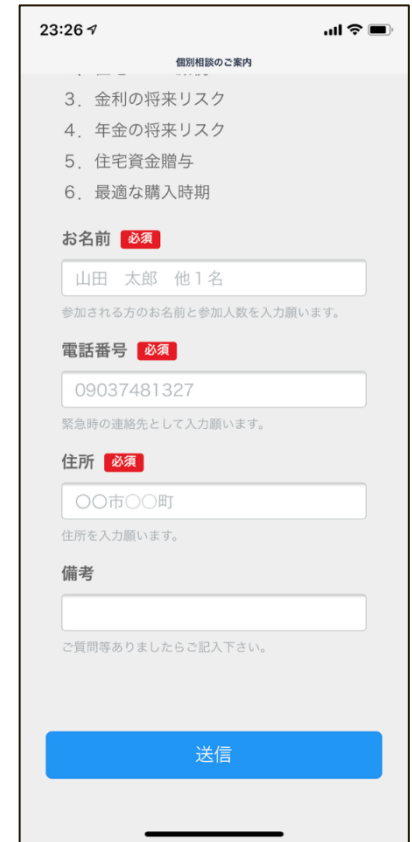 23:26
個別相談のご案内
3. 金利の将来リスク
4. 年金の将来リスク
5. 住宅資金贈与
6. 最適な購入時期
お名前 必須
山田 太郎 他1名
参加される方のお名前と参加人数を入力願います。
電話番号 必須
09037481327
緊急時の連絡先として入力願います。
住所 必須
〇〇市〇〇町
住所を入力願います。
備考
ご質問等ありましたらご記入下さい。
送信